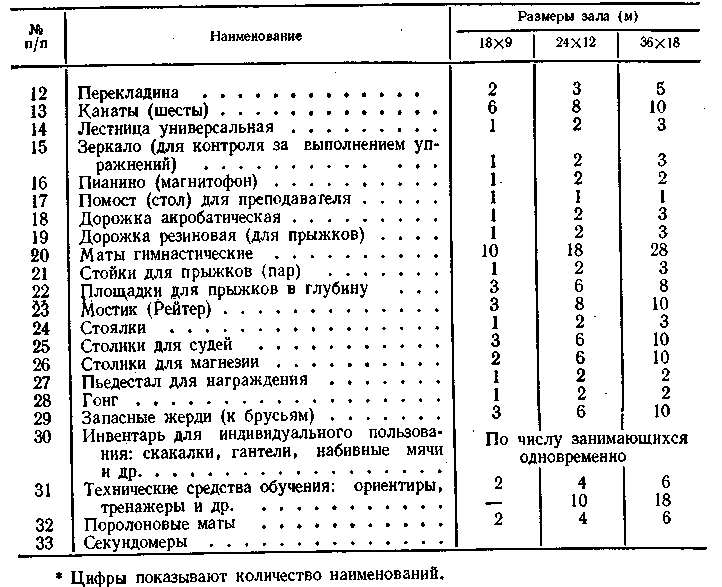 № п/п Наименование Размеры зала (м)
18×9 24×12 36×18
12 Перекладина . . . . . . . . . . . . . 2 3 5
13 Канаты (шесты) . . . . . . . . . . . . . 6 8 10
14 Лестница универсальная . . . . . . . . . 1 2 3
15 Зеркало (для контроля за выполнением уп-
ражнений) . . . . . . . . . . . . 1 2 3
16 Пианино (магнитофон) . . . . . . . . . . 1 2 2
17 Помост (стол) для преподавателя . . . . . 1 1 1
18 Дорожка акробатическая . . . . . . . . . 1 2 3
19 Дорожка резиновая (для прыжков) . . . . 1 2 3
20 Маты гимнастические . . . . . . . . . . 10 18 28
21 Стойки для прыжков (пар) . . . . . . . 1 2 3
22 Площадки для прыжков в глубину . . . 3 6 8
23 Мостик (Рейтер) . . . . . . . . . . . . 3 8 10
24 Стоялки . . . . . . . . . . . . . . . 1 2 3
25 Столики для судей . . . . . . . . . . . 3 6 10
26 Столики для магнезии . . . . . . . . . . 2 6 10
27 Пьедестал для награждения . . . . . . . 1 2 2
28 Гонг . . . . . . . . . . . . . . . . . 1 2 2
29 Запасные жерди (к брусьям) . . . . . . . 3 6 10
30 Инвентарь для индивидуального пользова- По числу занимающихся
ния: скакалки, гантели, набивные мячи одновременно
и др. . . . . . . . . . . . . . . . . .
31 Технические средства обучения: ориентиры, 2 4 6
тренажеры и др. . . . . . . . . . . . — 10 18
32 Поролоновые маты . . . . . . . . . . . 2 4 6
33 Секундомеры . . . . . . . . . . . . .
* Цифры показывают количество наименований.